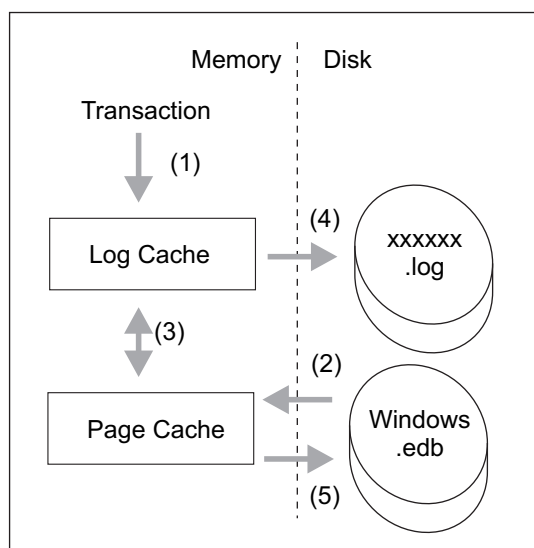 Memory
Disk
Transaction
(1)
(4)
Log Cache
xxxxxx
.log
(3)
(2)
Page Cache
Windows
.edb
(5)